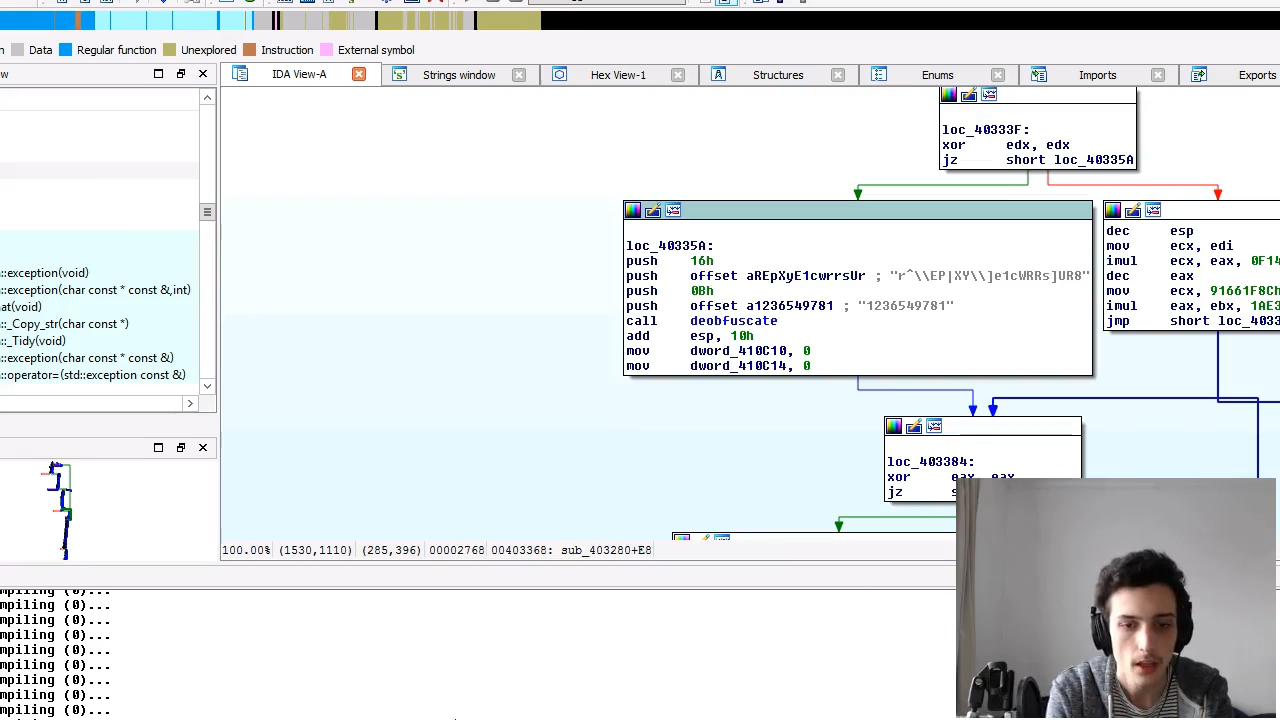 Data
Regular function
Unexplored
Instruction
External symbol
IDA View-A
Strings window
Hex View-1
Structures
Enums
Imports
Exports
loc_40333F:
xor edx, edx
jz short loc_40335A
loc_40335A:
push 16h
push offset aREpXyE1cwrrsUr ; "r^\\EP|XY\\]e1cWRRs]UR8"
push 0Bh
push offset a1236549781 ; "1236549781"
call deobfuscate
add esp, 10h
mov dword_410C10, 0
mov dword_410C14, 0
dec esp
mov ecx, edi
imul ecx, eax, 0F14
dec eax
mov ecx, 91661F8Ch
imul eax, ebx, 1AE3
jmp short loc_4033
loc_403384:
xor eax, eax
jz
::exception(void)
::exception(char const * const &,int)
at(void)
::_Copy_str(char const *)
::_Tidy(void)
::exception(char const * const &)
::operator=(std::exception const &)
100.00% (1530,1110) (285,396) 00002768 00403368: sub_403280+E8
mpiling (0)...
mpiling (0)...
mpiling (0)...
mpiling (0)...
mpiling (0)...
mpiling (0)...
mpiling (0)...
mpiling (0)...
mpiling (0)...